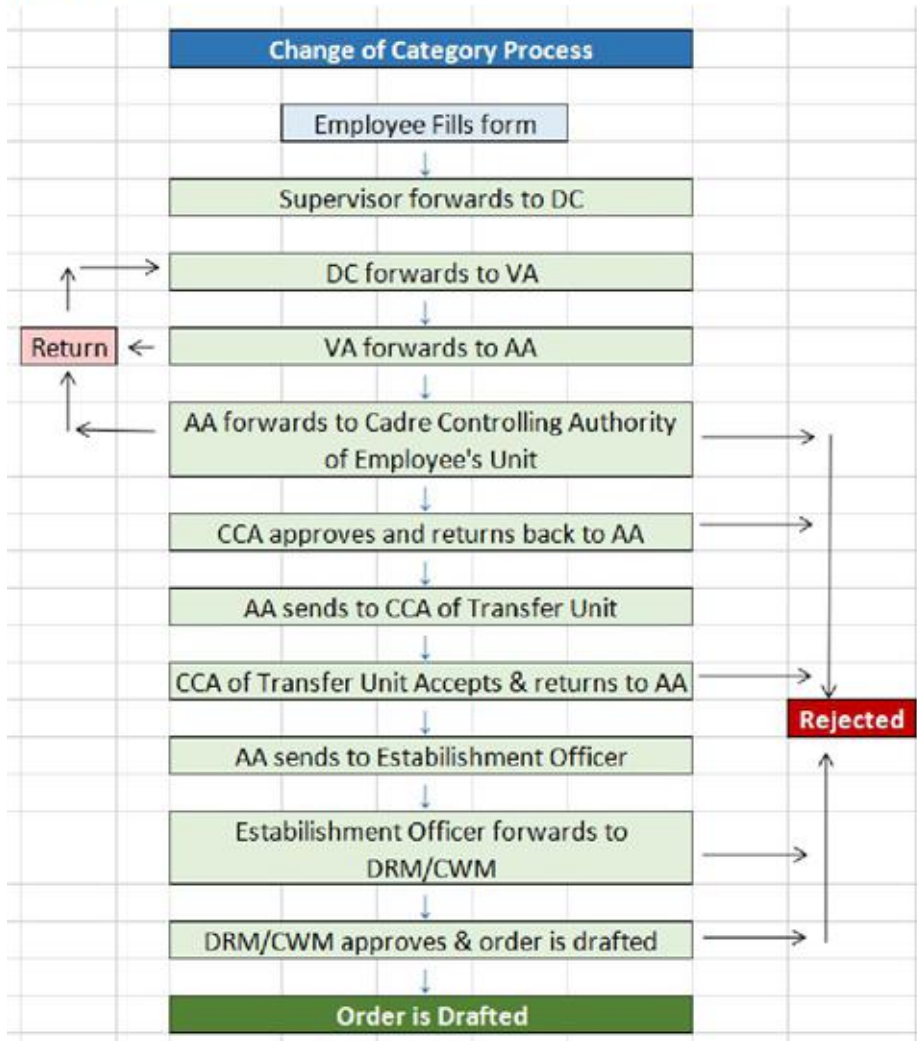 Change of Category Process
Employee Fills form
Supervisor forwards to DC
DC forwards to VA
Return
VA forwards to AA
AA forwards to Cadre Controlling Authority
of Employee's Unit
CCA approves and returns back to AA
AA sends to CCA of Transfer Unit
CCA of Transfer Unit Accepts & returns to AA
Rejected
AA sends to Estabilishment Officer
Estabilishment Officer forwards to
DRM/CWM
DRM/CWM approves & order is drafted
Order is Drafted